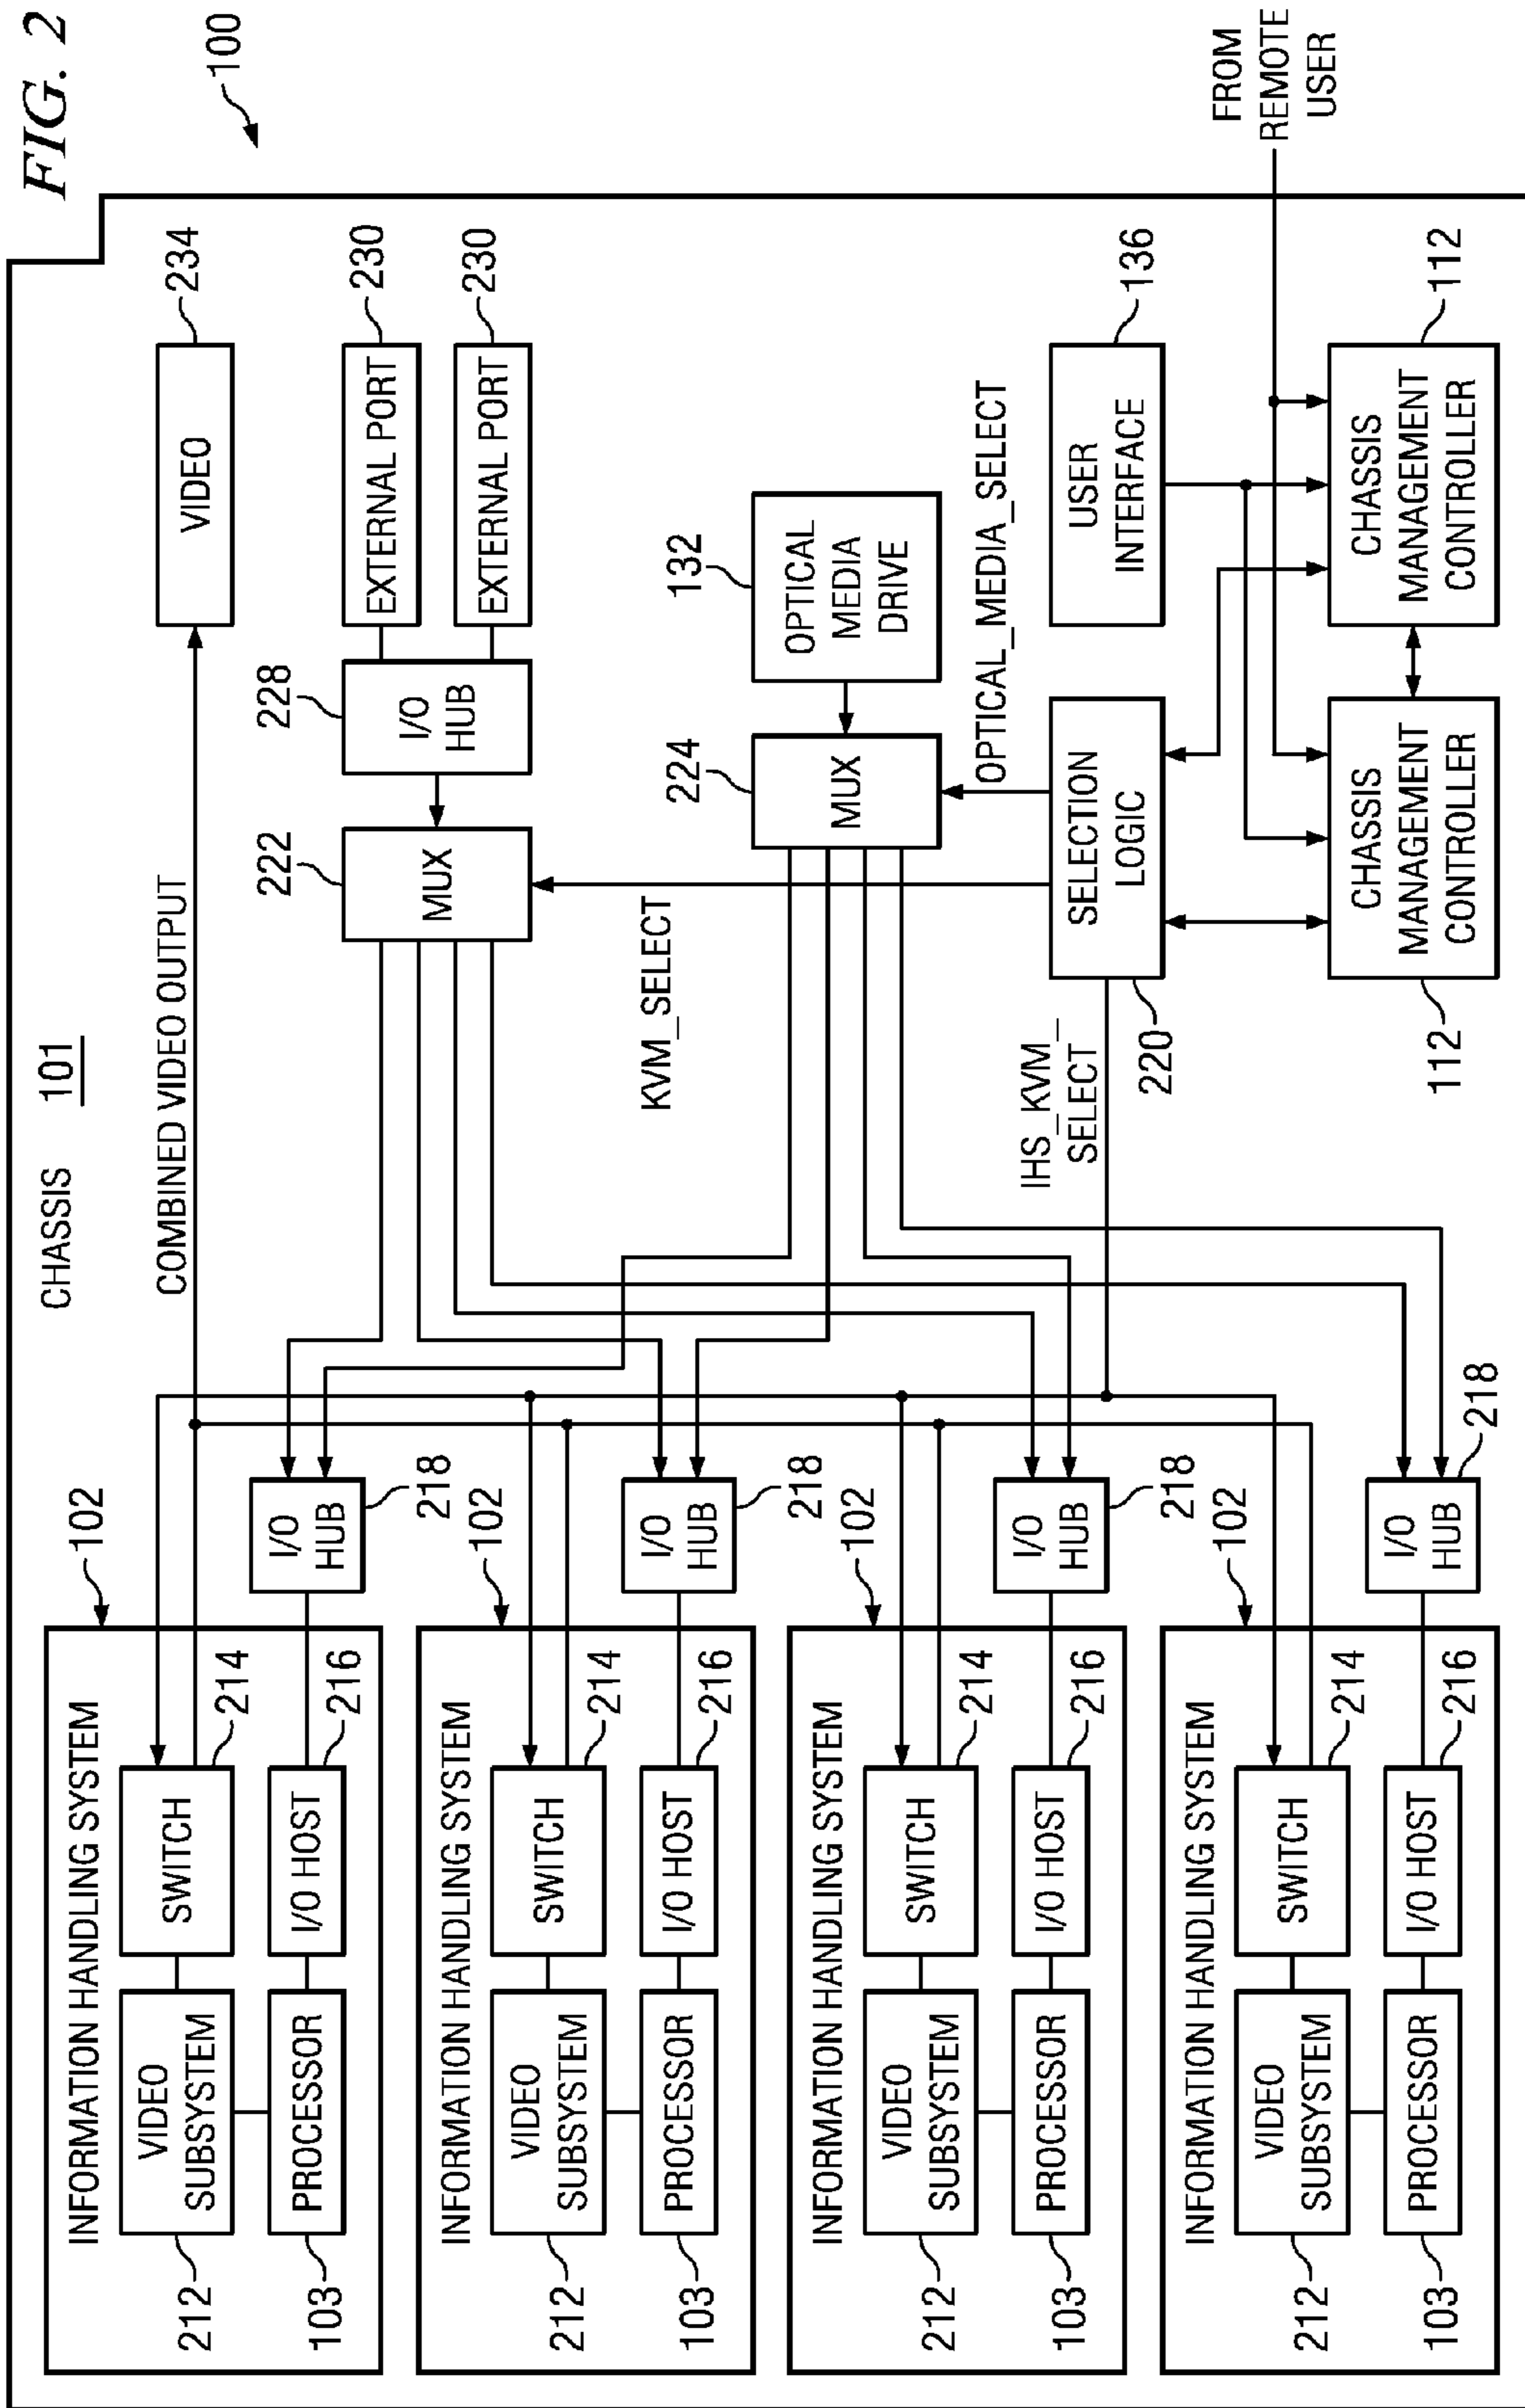 FIG. 2
100
CHASSIS 101
COMBINED VIDEO OUTPUT
VIDEO
234
102
INFORMATION HANDLING SYSTEM
VIDEO
SUBSYSTEM
212
SWITCH
214
PROCESSOR
103
I/O HOST
216
I/O
HUB
218
102
INFORMATION HANDLING SYSTEM
VIDEO
SUBSYSTEM
212
SWITCH
214
PROCESSOR
103
I/O HOST
216
I/O
HUB
218
102
INFORMATION HANDLING SYSTEM
VIDEO
SUBSYSTEM
212
SWITCH
214
PROCESSOR
103
I/O HOST
216
I/O
HUB
218
102
INFORMATION HANDLING SYSTEM
VIDEO
SUBSYSTEM
212
SWITCH
214
PROCESSOR
103
I/O HOST
216
I/O
HUB
218
222
MUX
228
I/O
HUB
EXTERNAL PORT
230
EXTERNAL PORT
230
KVM_SELECT
224
MUX
132
OPTICAL
MEDIA
DRIVE
OPTICAL_MEDIA_SELECT
IHS_KVM_
SELECT
220
SELECTION
LOGIC
USER
INTERFACE
136
CHASSIS
MANAGEMENT
CONTROLLER
112
CHASSIS
MANAGEMENT
CONTROLLER
112
FROM
REMOTE
USER